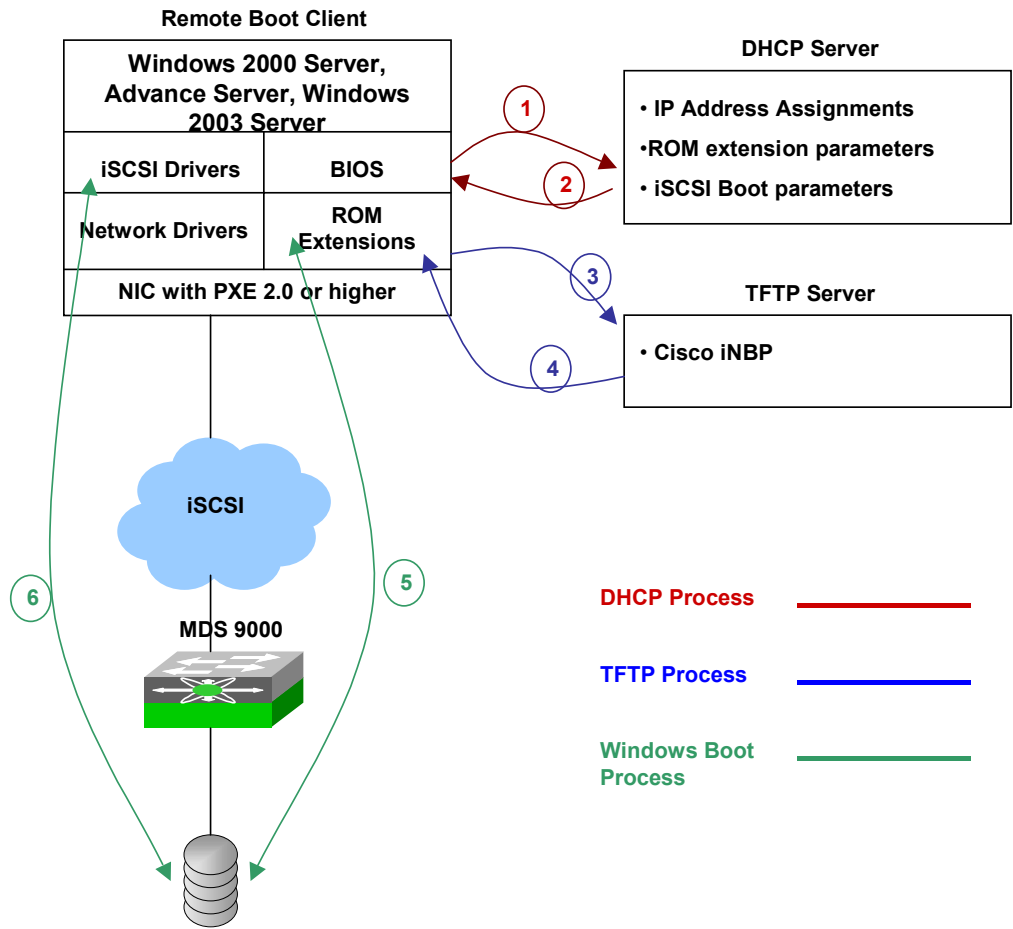 Remote Boot Client
Windows 2000 Server,
Advance Server, Windows
2003 Server
iSCSI Drivers
BIOS
Network Drivers
ROM
Extensions
NIC with PXE 2.0 or higher
DHCP Server
• IP Address Assignments
•ROM extension parameters
• iSCSI Boot parameters
1
2
3
4
TFTP Server
• Cisco iNBP
iSCSI
6
5
MDS 9000
DHCP Process
TFTP Process
Windows Boot
Process